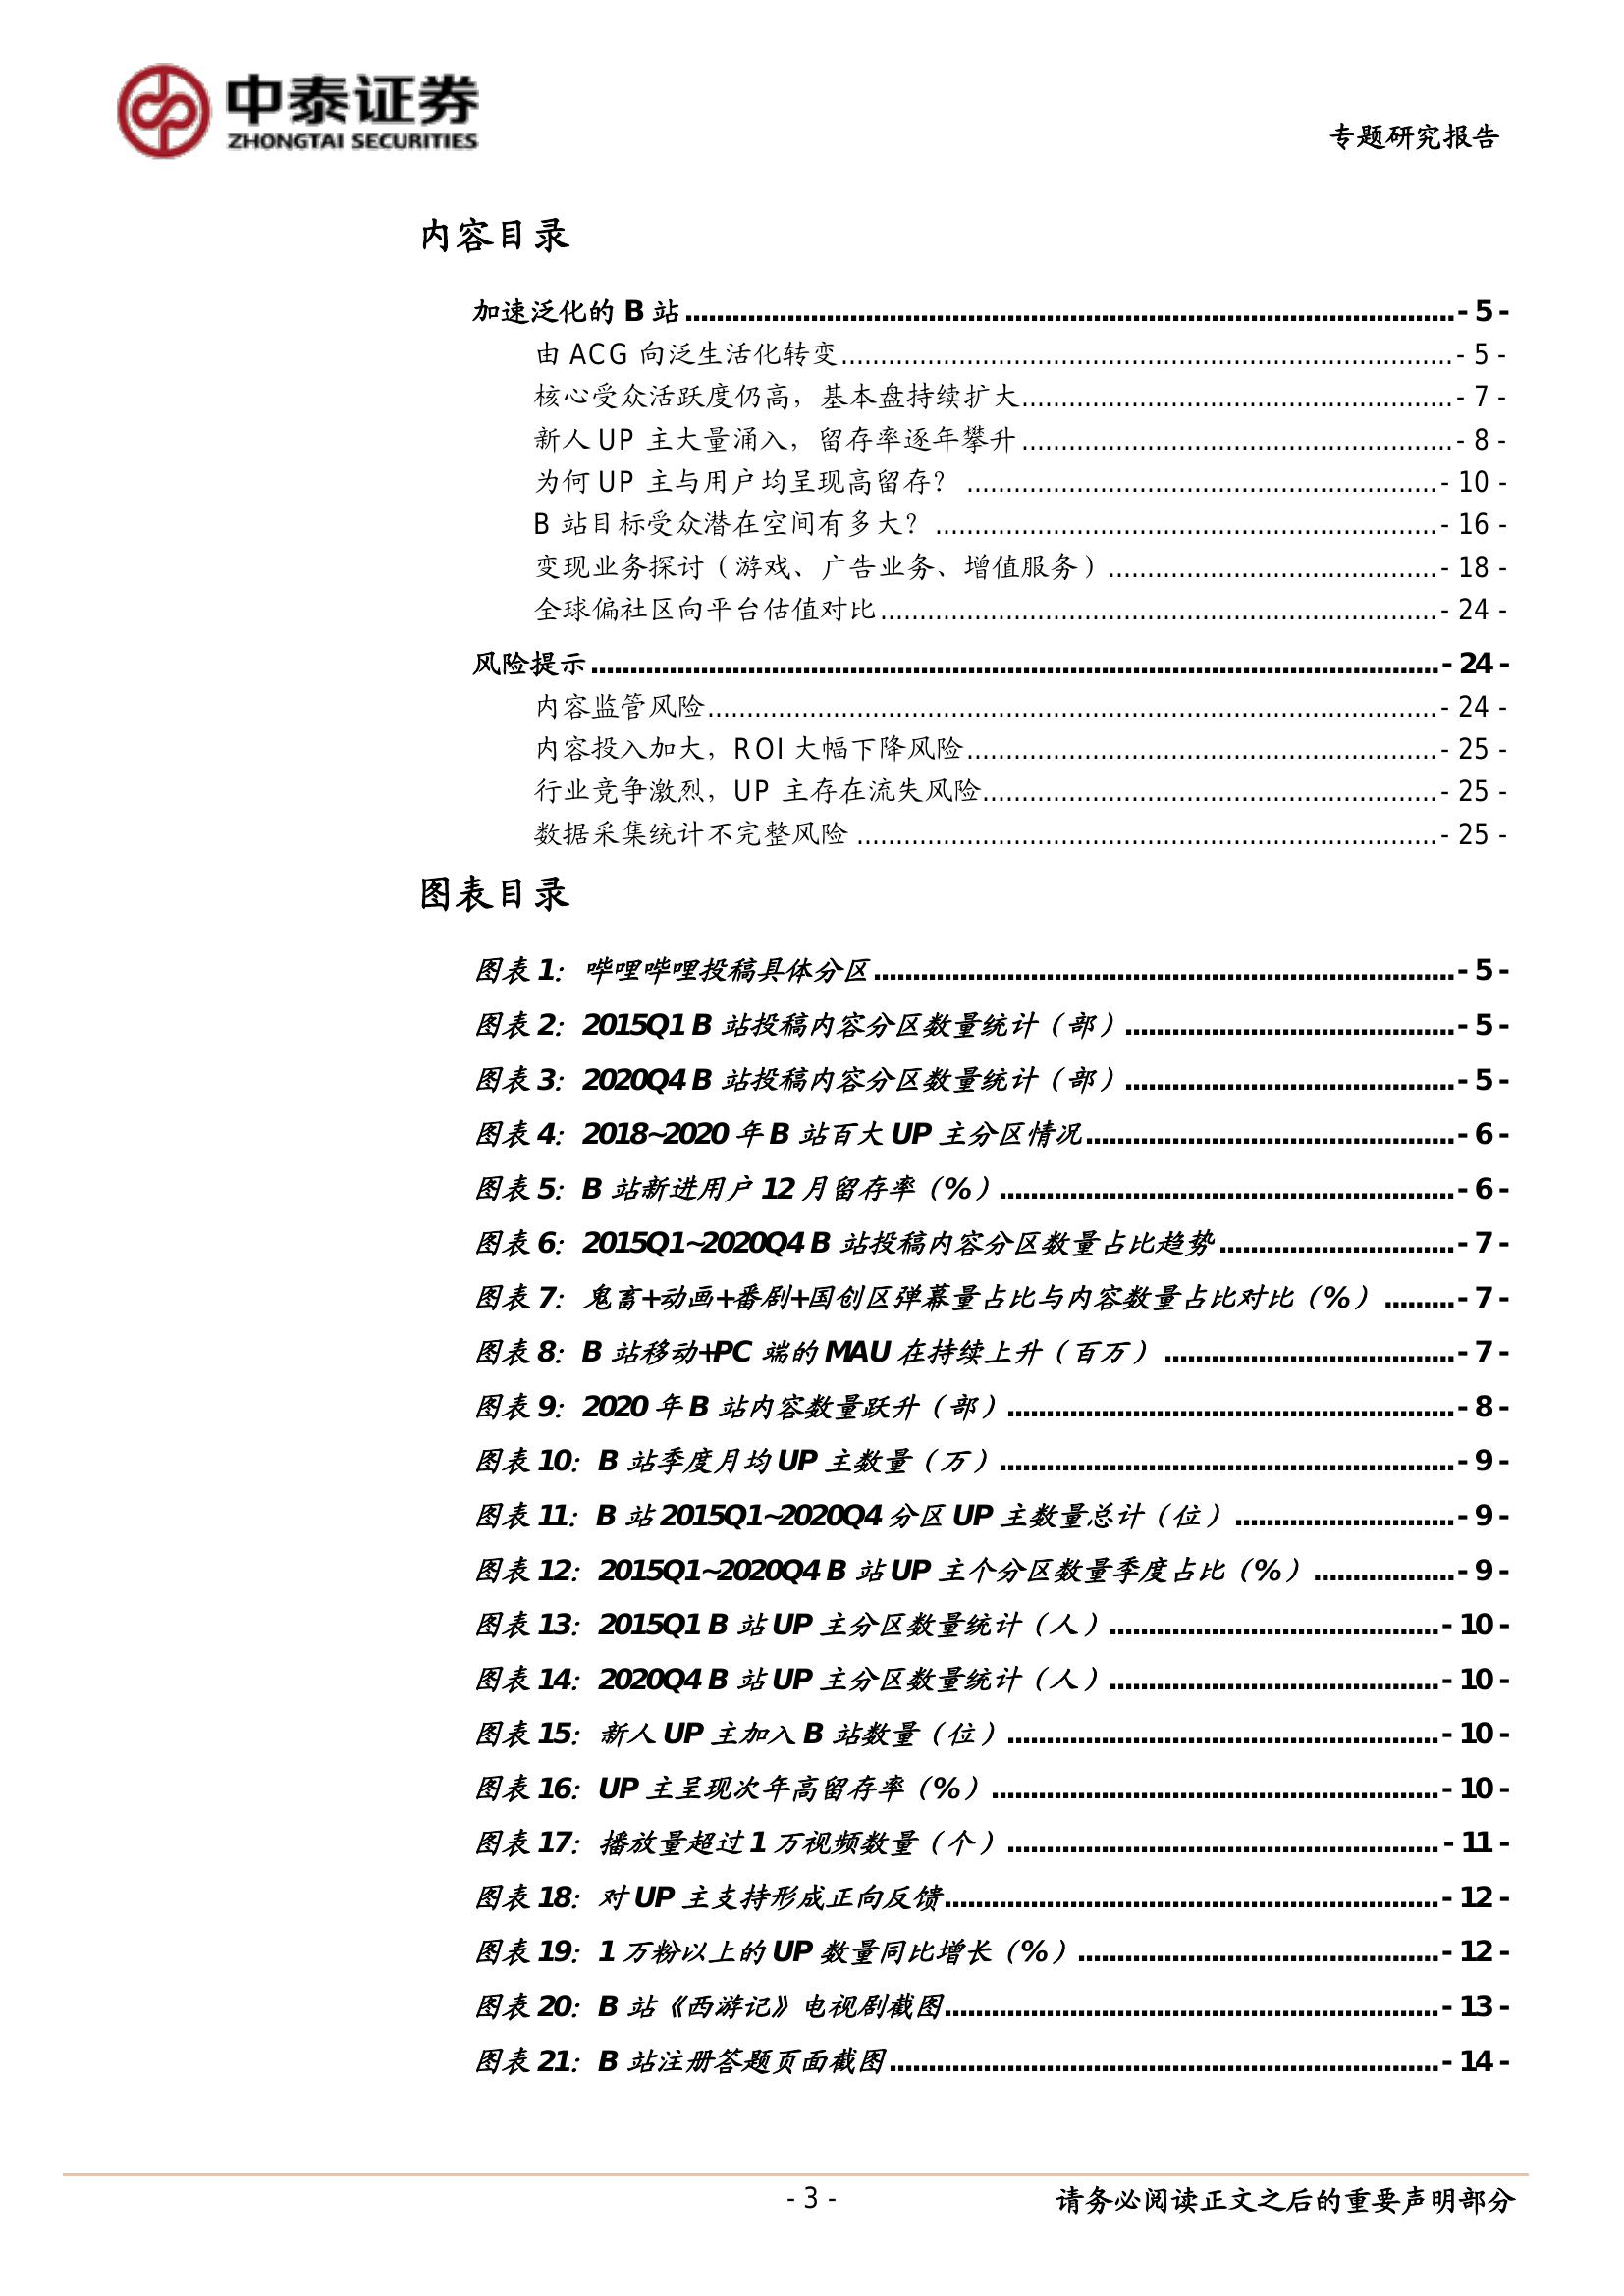 中泰证券
ZHONGTAI SECURITIES
专题研究报告
内容目录
加速泛化的 B 站 - 5 -
由 ACG 向泛生活化转变 - 5 -
核心受众活跃度仍高，基本盘持续扩大 - 7 -
新人 UP 主大量涌入，留存率逐年攀升 - 8 -
为何 UP 主与用户均呈现高留存？ - 10 -
B 站目标受众潜在空间有多大？ - 16 -
变现业务探讨（游戏、广告业务、增值服务） - 18 -
全球偏社区向平台估值对比 - 24 -
风险提示 - 24 -
内容监管风险 - 24 -
内容投入加大，ROI 大幅下降风险 - 25 -
行业竞争激烈，UP 主存在流失风险 - 25 -
数据采集统计不完整风险 - 25 -
图表目录
图表 1：哔哩哔哩投稿具体分区 - 5 -
图表 2：2015Q1 B 站投稿内容分区数量统计（部） - 5 -
图表 3：2020Q4 B 站投稿内容分区数量统计（部） - 5 -
图表 4：2018~2020 年 B 站百大 UP 主分区情况 - 6 -
图表 5：B 站新进用户 12 月留存率（%） - 6 -
图表 6：2015Q1~2020Q4 B 站投稿内容分区数量占比趋势 - 7 -
图表 7：鬼畜+动画+番剧+国创区弹幕量占比与内容数量占比对比（%） - 7 -
图表 8：B 站移动+PC 端的 MAU 在持续上升（百万） - 7 -
图表 9：2020 年 B 站内容数量跃升（部） - 8 -
图表 10：B 站季度月均 UP 主数量（万） - 9 -
图表 11：B 站 2015Q1~2020Q4 分区 UP 主数量总计（位） - 9 -
图表 12：2015Q1~2020Q4 B 站 UP 主个分区数量季度占比（%） - 9 -
图表 13：2015Q1 B 站 UP 主分区数量统计（人） - 10 -
图表 14：2020Q4 B 站 UP 主分区数量统计（人） - 10 -
图表 15：新人 UP 主加入 B 站数量（位） - 10 -
图表 16：UP 主呈现次年高留存率（%） - 10 -
图表 17：播放量超过 1 万视频数量（个） - 11 -
图表 18：对 UP 主支持形成正向反馈 - 12 -
图表 19：1 万粉以上的 UP 数量同比增长（%） - 12 -
图表 20：B 站《西游记》电视剧截图 - 13 -
图表 21：B 站注册答题页面截图 - 14 -
- 3 -
请务必阅读正文之后的重要声明部分